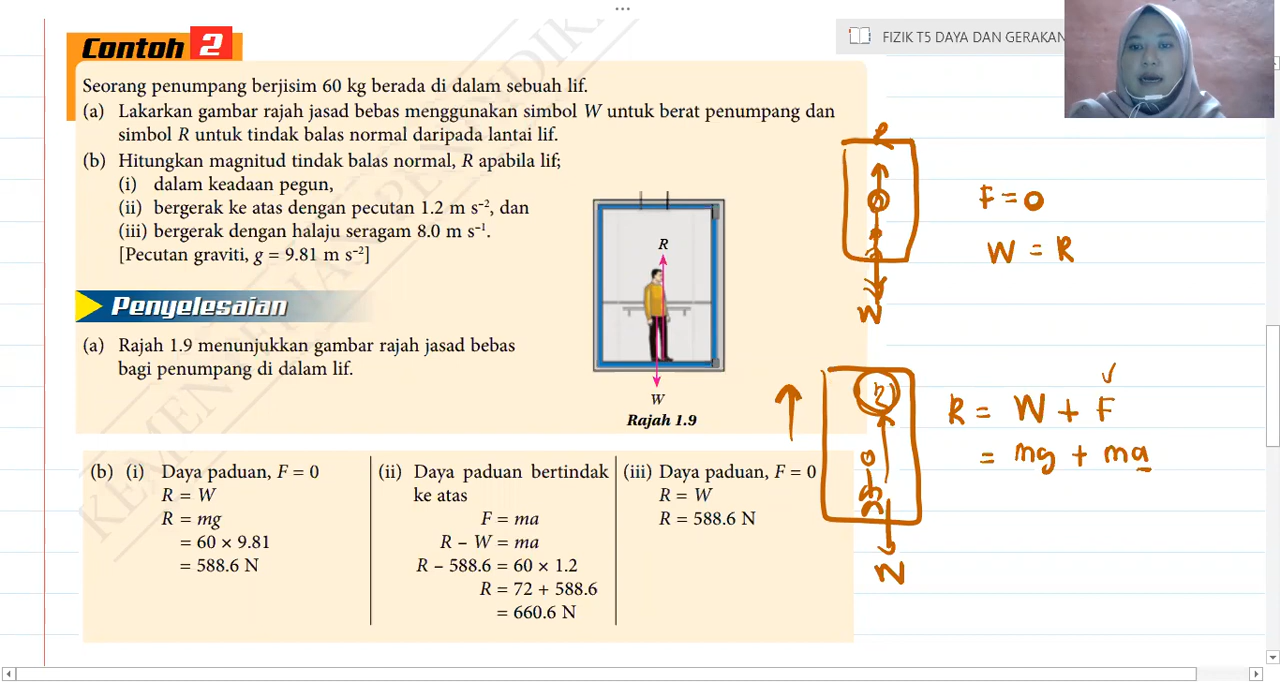 ...
FIZIK T5 DAYA DAN GERAKAN
Contoh 2
Seorang penumpang berjisim 60 kg berada di dalam sebuah lif.
(a) Lakarkan gambar rajah jasad bebas menggunakan simbol W untuk berat penumpang dan
simbol R untuk tindak balas normal daripada lantai lif.
(b) Hitungkan magnitud tindak balas normal, R apabila lif;
(i) dalam keadaan pegun,
(ii) bergerak ke atas dengan pecutan 1.2 m s⁻², dan
(iii) bergerak dengan halaju seragam 8.0 m s⁻¹.
[Pecutan graviti, g = 9.81 m s⁻²]
R
W
Rajah 1.9
Penyelesaian
(a) Rajah 1.9 menunjukkan gambar rajah jasad bebas
bagi penumpang di dalam lif.
(b) (i) Daya paduan, F = 0
R = W
R = mg
= 60 × 9.81
= 588.6 N
(ii) Daya paduan bertindak
ke atas
F = ma
R – W = ma
R – 588.6 = 60 × 1.2
R = 72 + 588.6
= 660.6 N
(iii) Daya paduan, F = 0
R = W
R = 588.6 N
R
W
F = 0
W = R
R
W
R = W + F
= mg + ma
KEMENTERIAN PENDIDIKAN